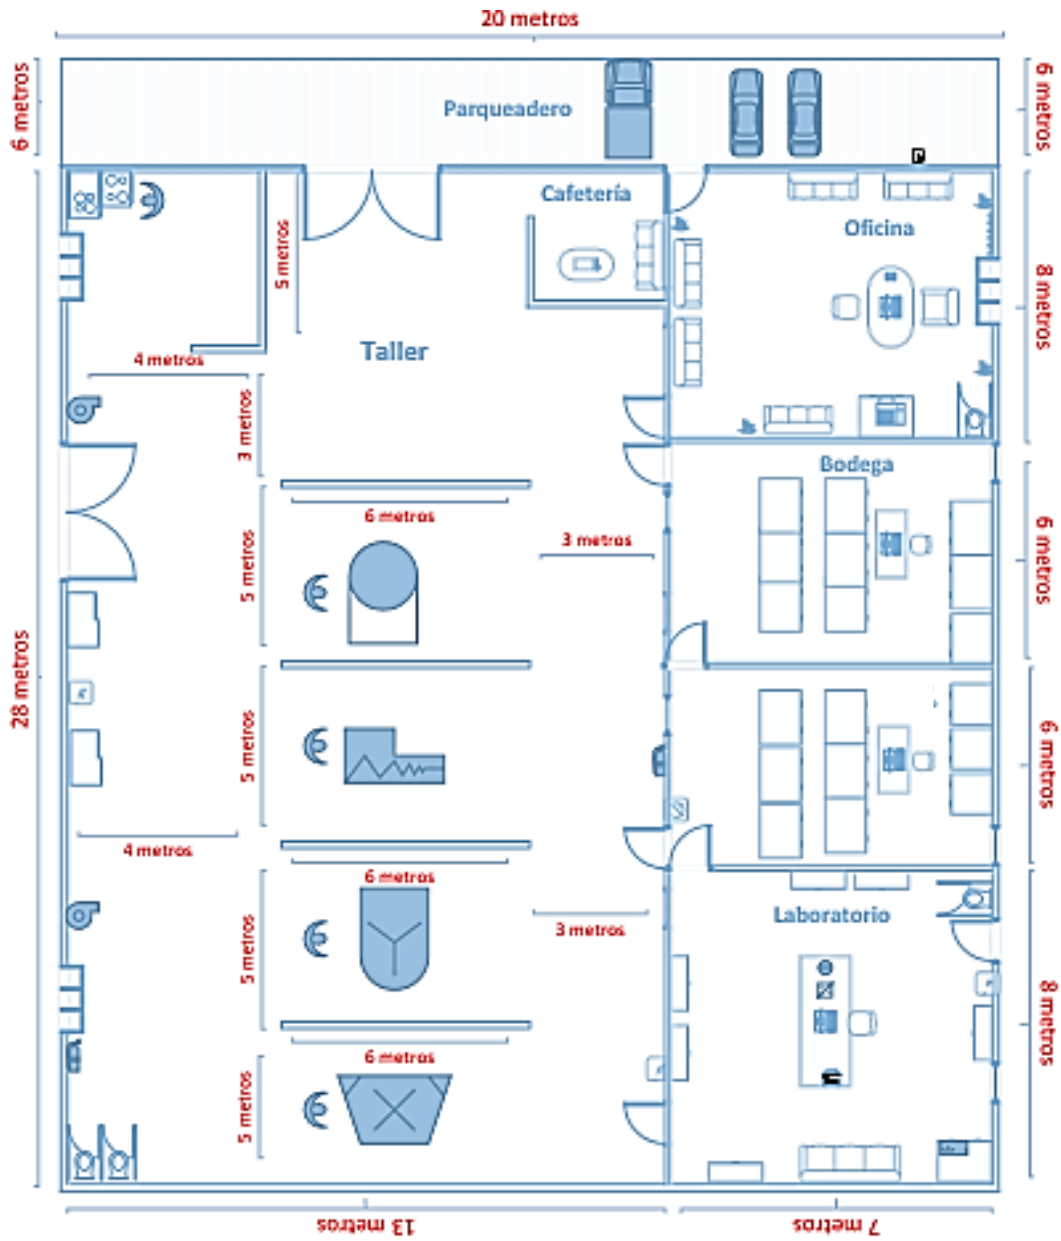 20 metros
6 metros
Parqueadero
6 metros
Cafetería
Oficina
5 metros
8 metros
Taller
4 metros
3 metros
Bodega
6 metros
3 metros
5 metros
6 metros
28 metros
5 metros
6 metros
4 metros
6 metros
Laboratorio
3 metros
5 metros
8 metros
6 metros
5 metros
13 metros
7 metros